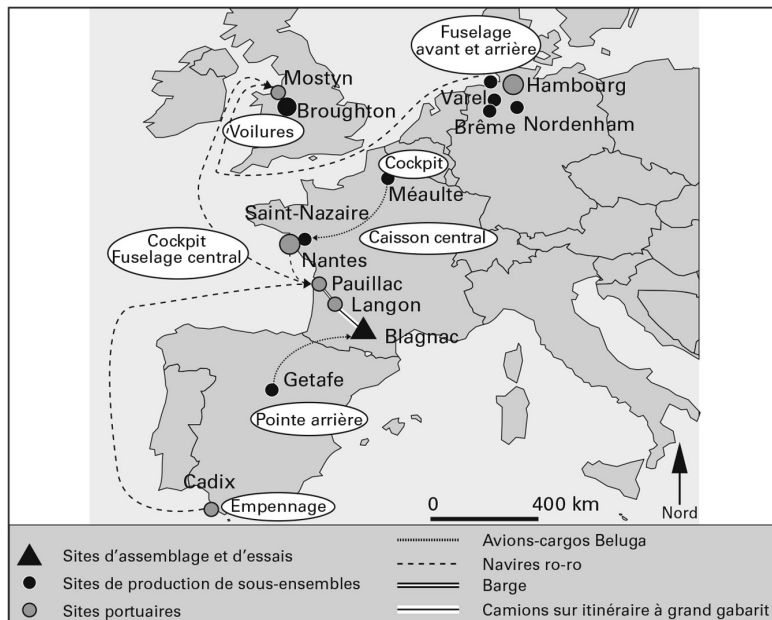 Fuselage
avant et arrière
Mostyn
Hambourg
Varel
Broughton
Brême
Nordenham
Voilures
Cockpit
Méaulte
Saint-Nazaire
Cockpit
Fuselage central
Caisson central
Nantes
Pauillac
Langon
Blagnac
Getafe
Pointe arrière
Cadix
Empennage
0 400 km
Nord
Sites d'assemblage et d'essais
Sites de production de sous-ensembles
Sites portuaires
Avions-cargos Beluga
Navires ro-ro
Barge
Camions sur itinéraire à grand gabarit